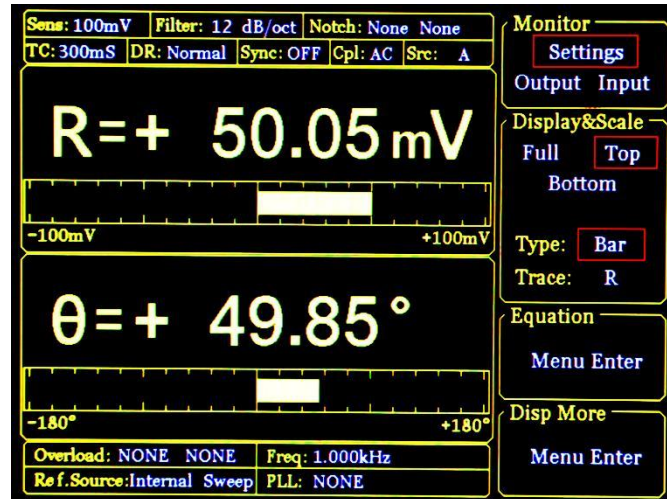 Sens: 100mV Filter: 12 dB/oct Notch: None None
TC: 300mS DR: Normal Sync: OFF Cpl: AC Src: A
R=+ 50.05 mV
-100mV +100mV
θ=+ 49.85°
-180° +180°
Overload: NONE NONE Freq: 1.000kHz
Ref.Source:Internal Sweep PLL: NONE
Monitor
Settings
Output Input
Display&Scale
Full Top
Bottom
Type: Bar
Trace: R
Equation
Menu Enter
Disp More
Menu Enter